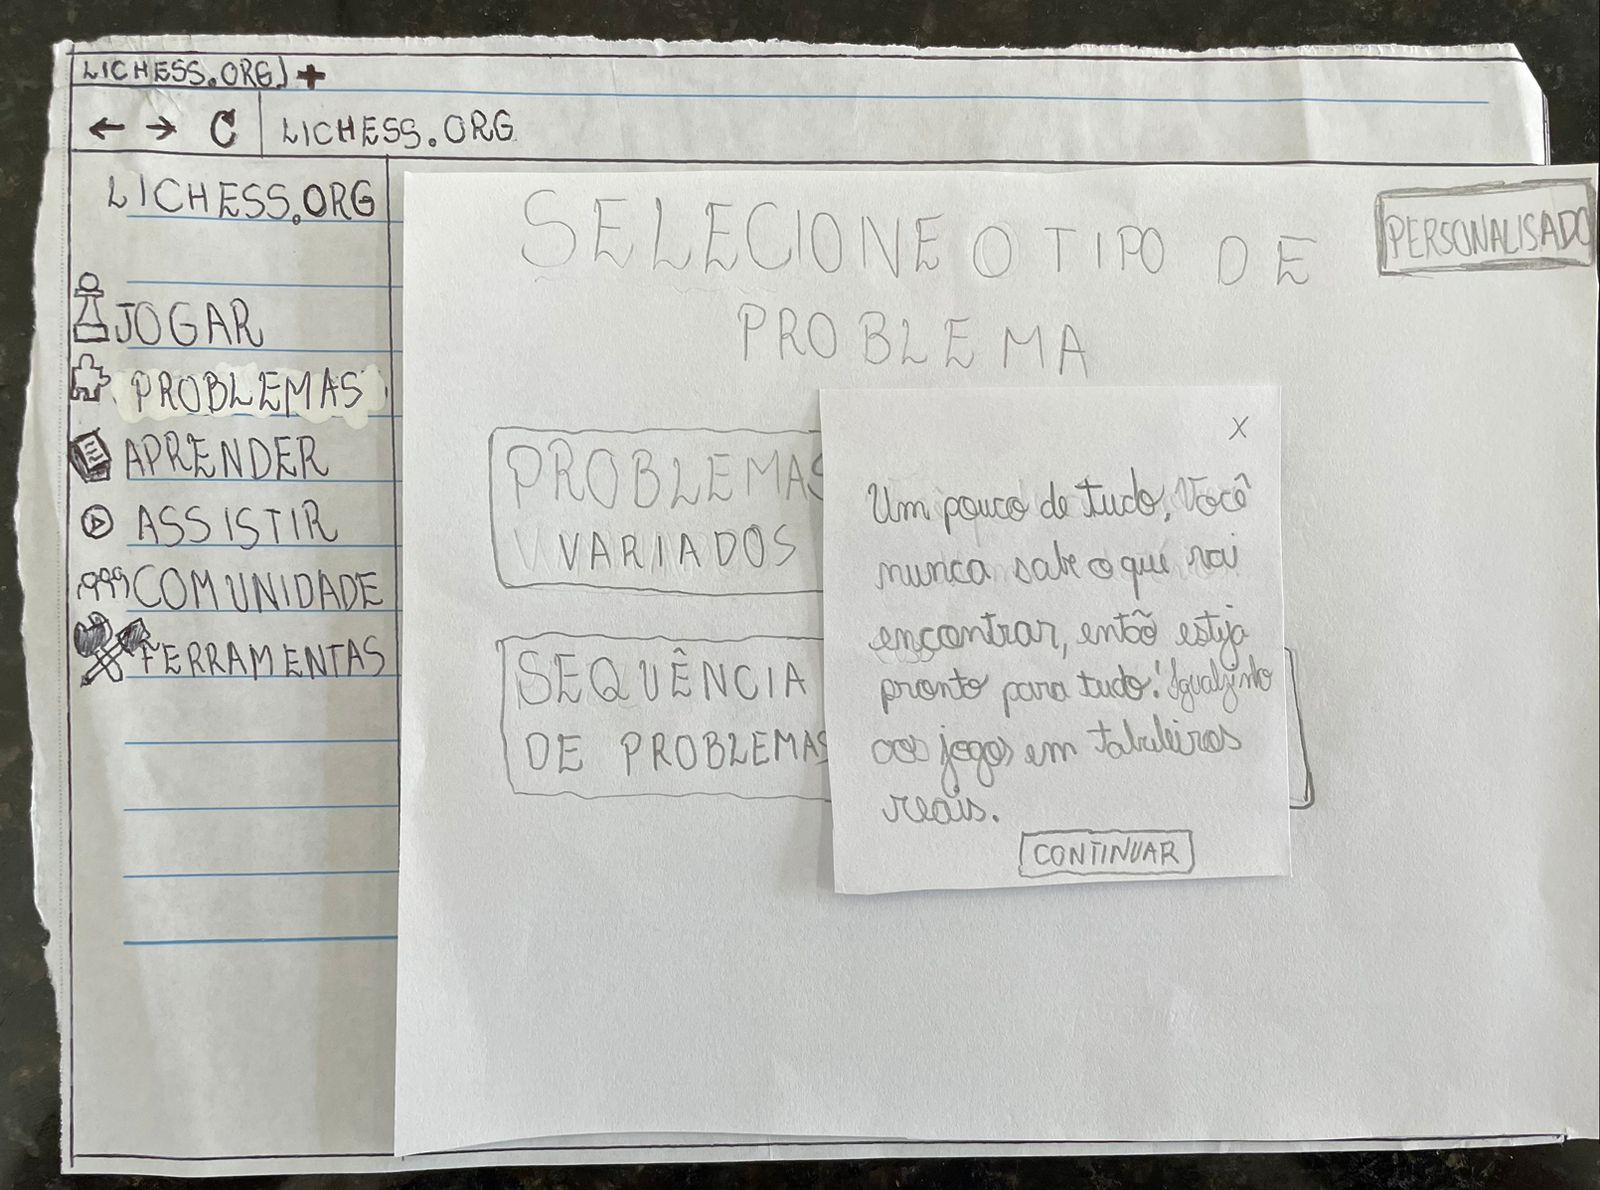 LICHESS.ORG +
← → C LICHESS.ORG
LICHESS.ORG
JOGAR
PROBLEMAS
APRENDER
ASSISTIR
COMUNIDADE
FERRAMENTAS
SELECIONE O TIPO DE
PROBLEMA
PERSONALISADO
PROBLEMAS
VARIADOS
SEQUÊNCIA
DE PROBLEMAS
X
Um pouco de tudo. Você
nunca sabe o que vai
encontrar, entõ esteja
pronto para tudo! Igualzinho
aos jogos em tabuleiros
reais.
CONTINUAR